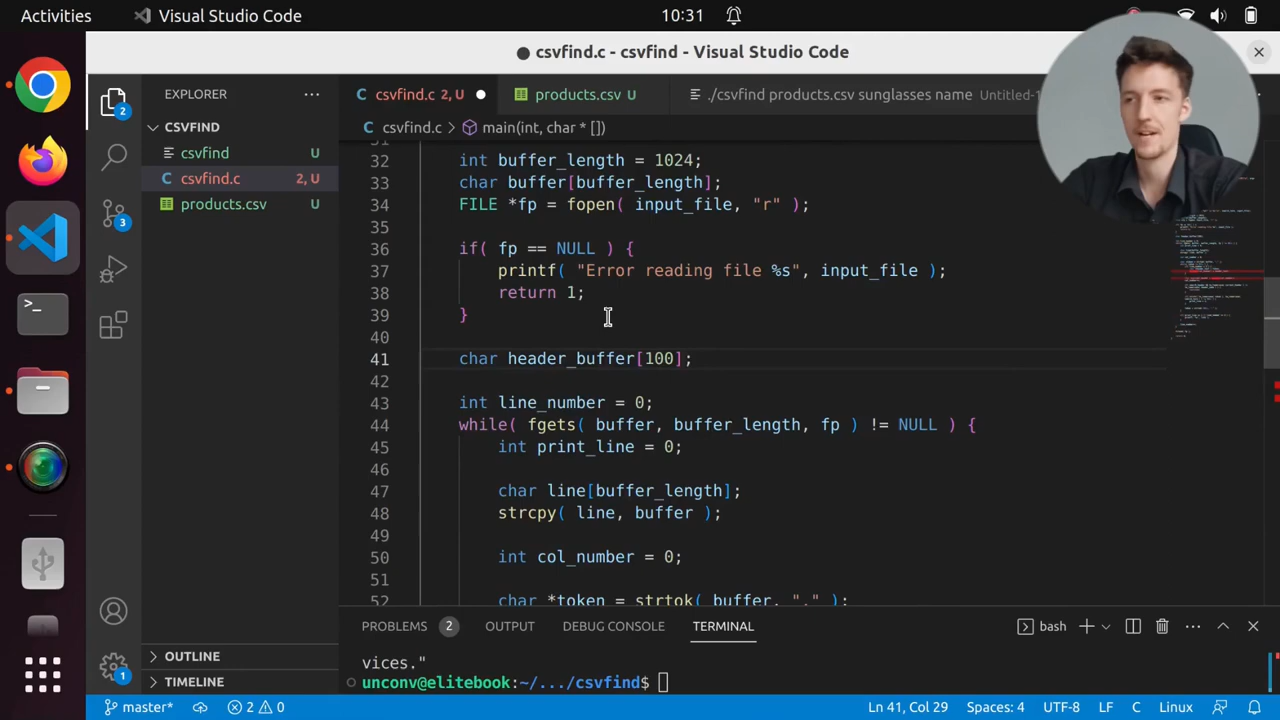 Activities
Visual Studio Code
10:31
csvfind.c - csvfind - Visual Studio Code
EXPLORER
csvfind.c 2, U
products.csv U
./csvfind products.csv sunglasses name Untitled-1
CSVFIND
csvfind.c > main(int, char * [])
csvfind U
csvfind.c 2, U
products.csv U
31
32 int buffer_length = 1024;
33 char buffer[buffer_length];
34 FILE *fp = fopen( input_file, "r" );
35
36 if( fp == NULL ) {
37 printf( "Error reading file %s", input_file );
38 return 1;
39 }
40
41 char header_buffer[100];
42
43 int line_number = 0;
44 while( fgets( buffer, buffer_length, fp ) != NULL ) {
45 int print_line = 0;
46
47 char line[buffer_length];
48 strcpy( line, buffer );
49
50 int col_number = 0;
51
52 char *token = strtok( buffer, "," );
2
3
1
PROBLEMS 2 OUTPUT DEBUG CONSOLE TERMINAL
bash
vices."
unconv@elitebook:~/.../csvfind$
OUTLINE
TIMELINE
master* 2 0 Ln 41, Col 29 Spaces: 4 UTF-8 LF C Linux